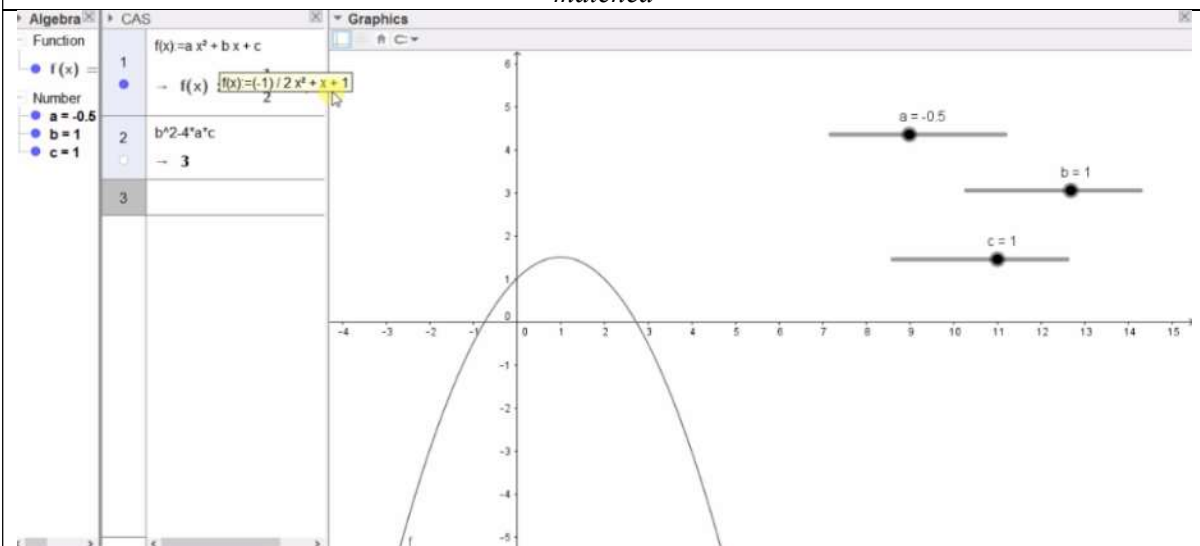 matched
Algebra
CAS
Graphics
Function
f(x) =
Number
a = -0.5
b = 1
c = 1
1
f(x):=a x² + b x + c
→ f(x) :
f(x):=(-1) / 2 x² + x + 1
2
2
b^2-4*a*c
→ 3
3
a = -0.5
b = 1
c = 1
6
5
4
3
2
1
0
-4 -3 -2 -1 0 1 2 3 4 5 6 7 8 9 10 11 12 13 14 15
-1
-2
-3
-4
-5
f